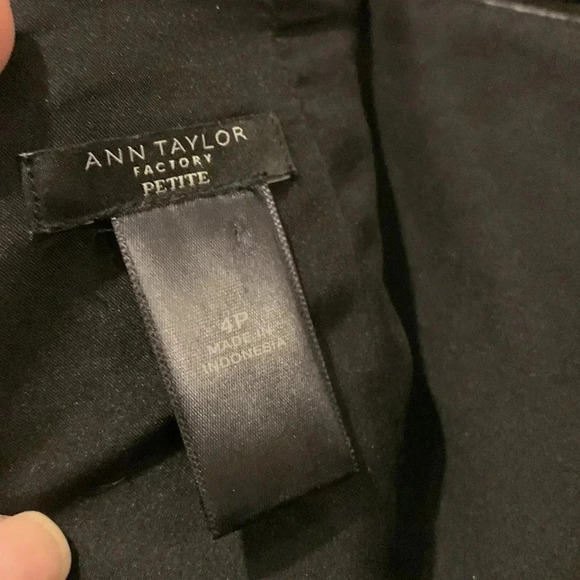 ANN TAYLOR
FACTORY
PETITE
4P
MADE IN
INDONESIA